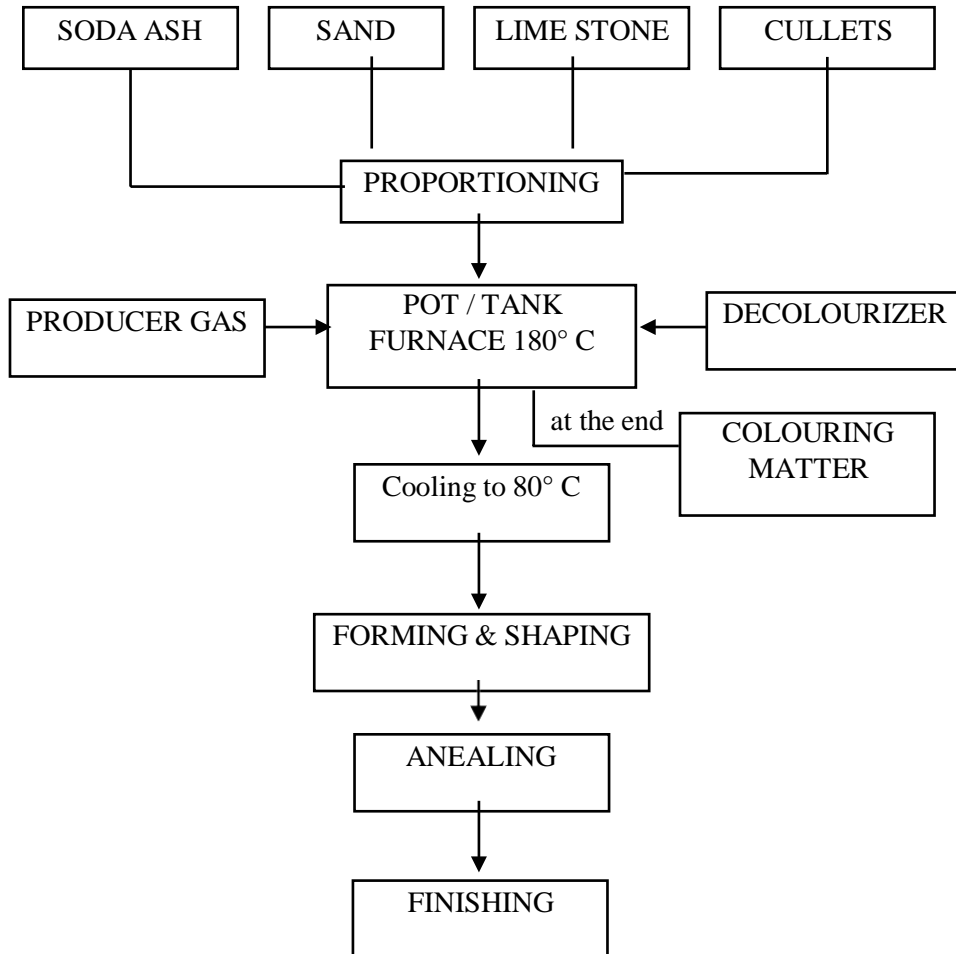 SODA ASH
SAND
LIME STONE
CULLETS
PROPORTIONING
PRODUCER GAS
POT / TANK
FURNACE 180° C
DECOLOURIZER
at the end
COLOURING
MATTER
Cooling to 80° C
FORMING & SHAPING
ANEALING
FINISHING